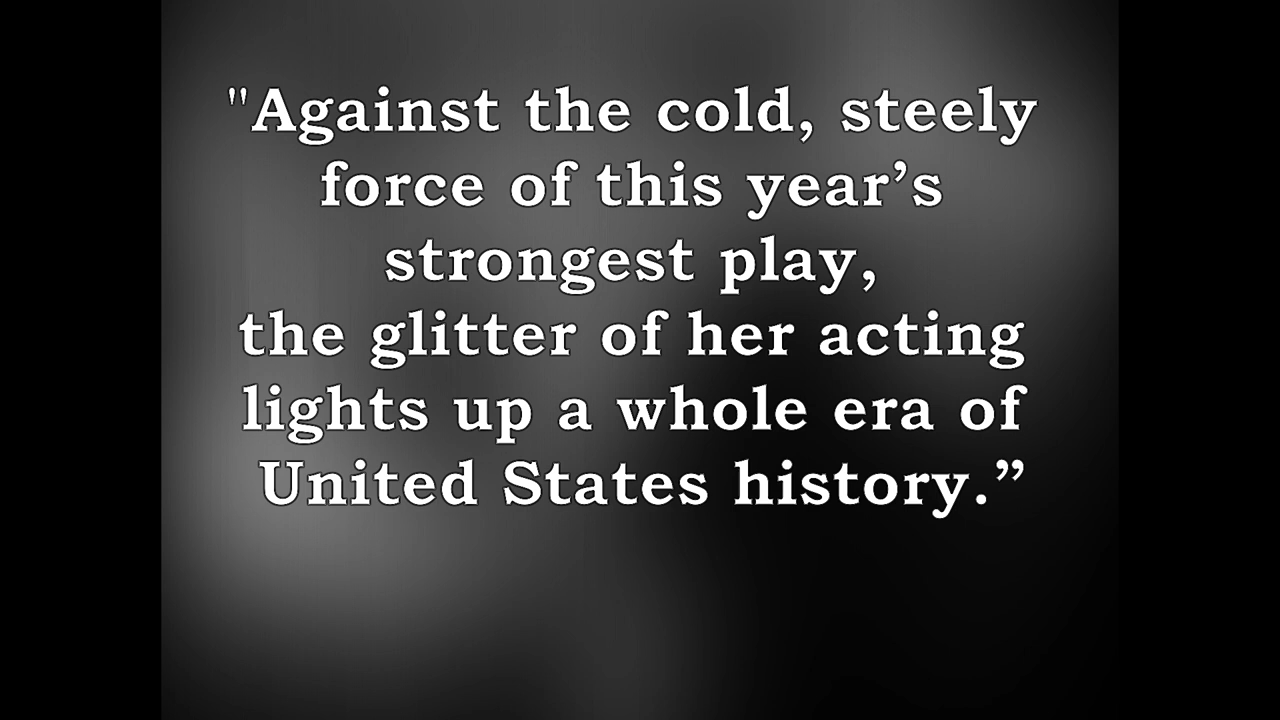 "Against the cold, steely
force of this year’s
strongest play,
the glitter of her acting
lights up a whole era of
United States history.”